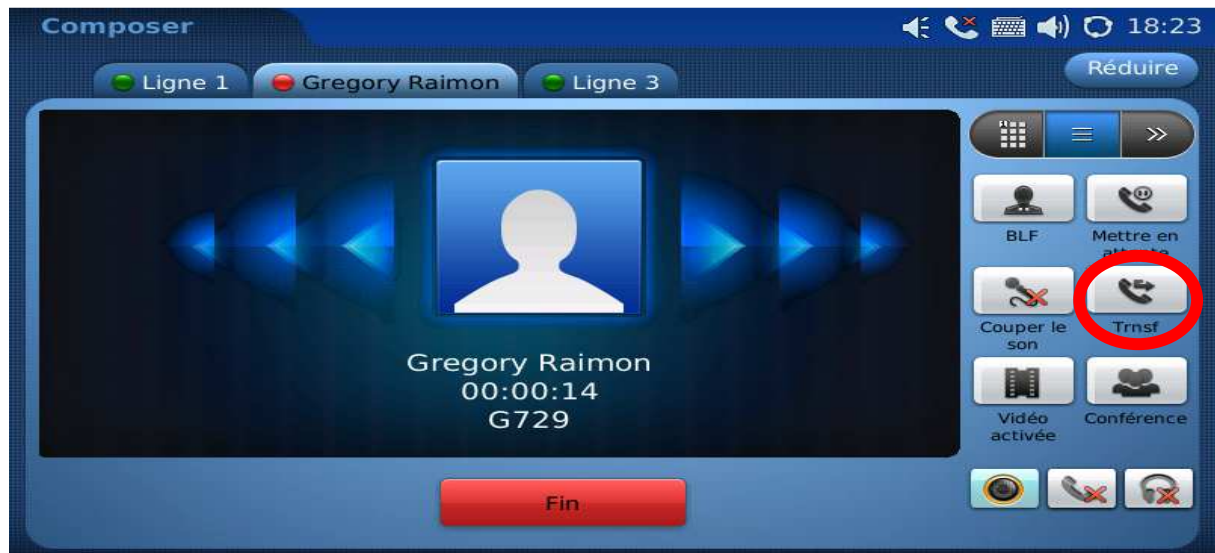 Composer
18:23
Ligne 1
Gregory Raimon
Ligne 3
Réduire
BLF
Mettre en
attente
Couper le
son
Trnsf
Vidéo
activée
Conférence
Gregory Raimon
00:00:14
G729
Fin